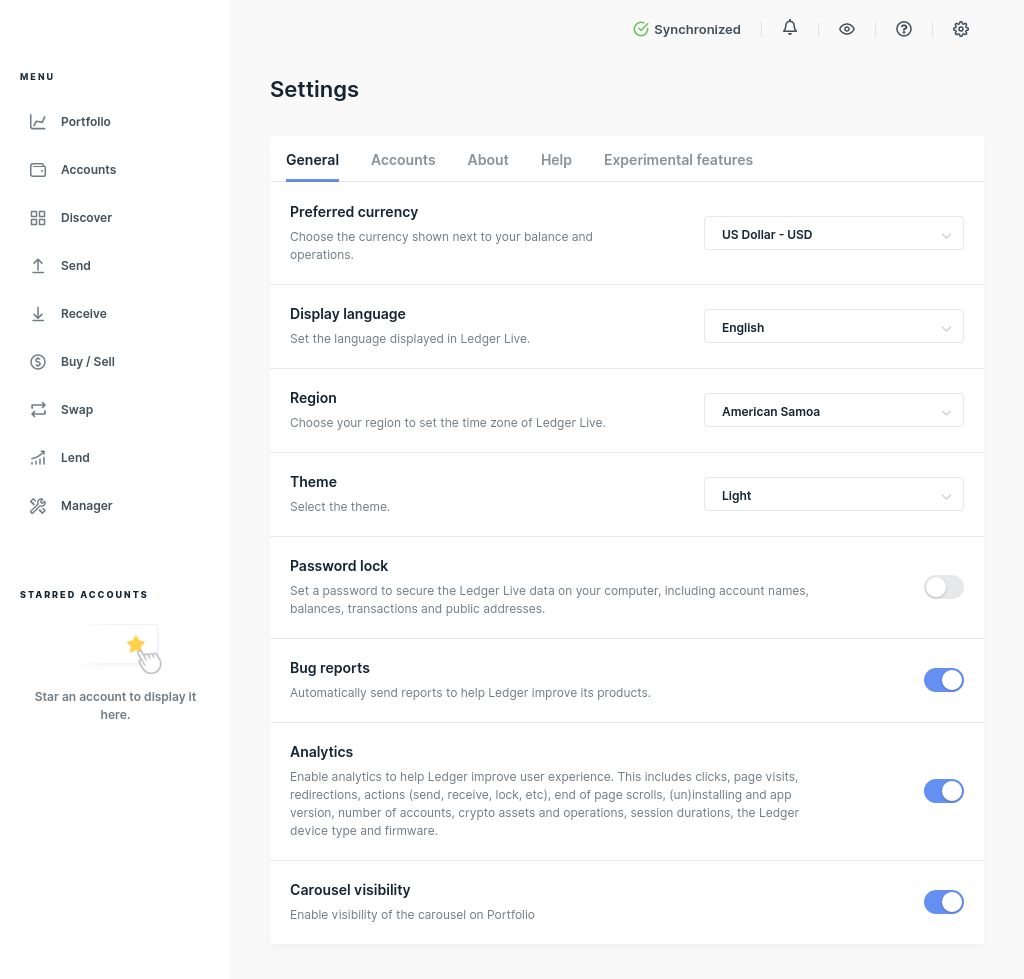 Synchronized
MENU
Portfolio
Accounts
Discover
Send
Receive
Buy / Sell
Swap
Lend
Manager
STARRED ACCOUNTS
Star an account to display it
here.
Settings
General Accounts About Help Experimental features
Preferred currency
Choose the currency shown next to your balance and
operations.
US Dollar - USD
Display language
Set the language displayed in Ledger Live.
English
Region
Choose your region to set the time zone of Ledger Live.
American Samoa
Theme
Select the theme.
Light
Password lock
Set a password to secure the Ledger Live data on your computer, including account names,
balances, transactions and public addresses.
Bug reports
Automatically send reports to help Ledger improve its products.
Analytics
Enable analytics to help Ledger improve user experience. This includes clicks, page visits,
redirections, actions (send, receive, lock, etc), end of page scrolls, (un)installing and app
version, number of accounts, crypto assets and operations, session durations, the Ledger
device type and firmware.
Carousel visibility
Enable visibility of the carousel on Portfolio